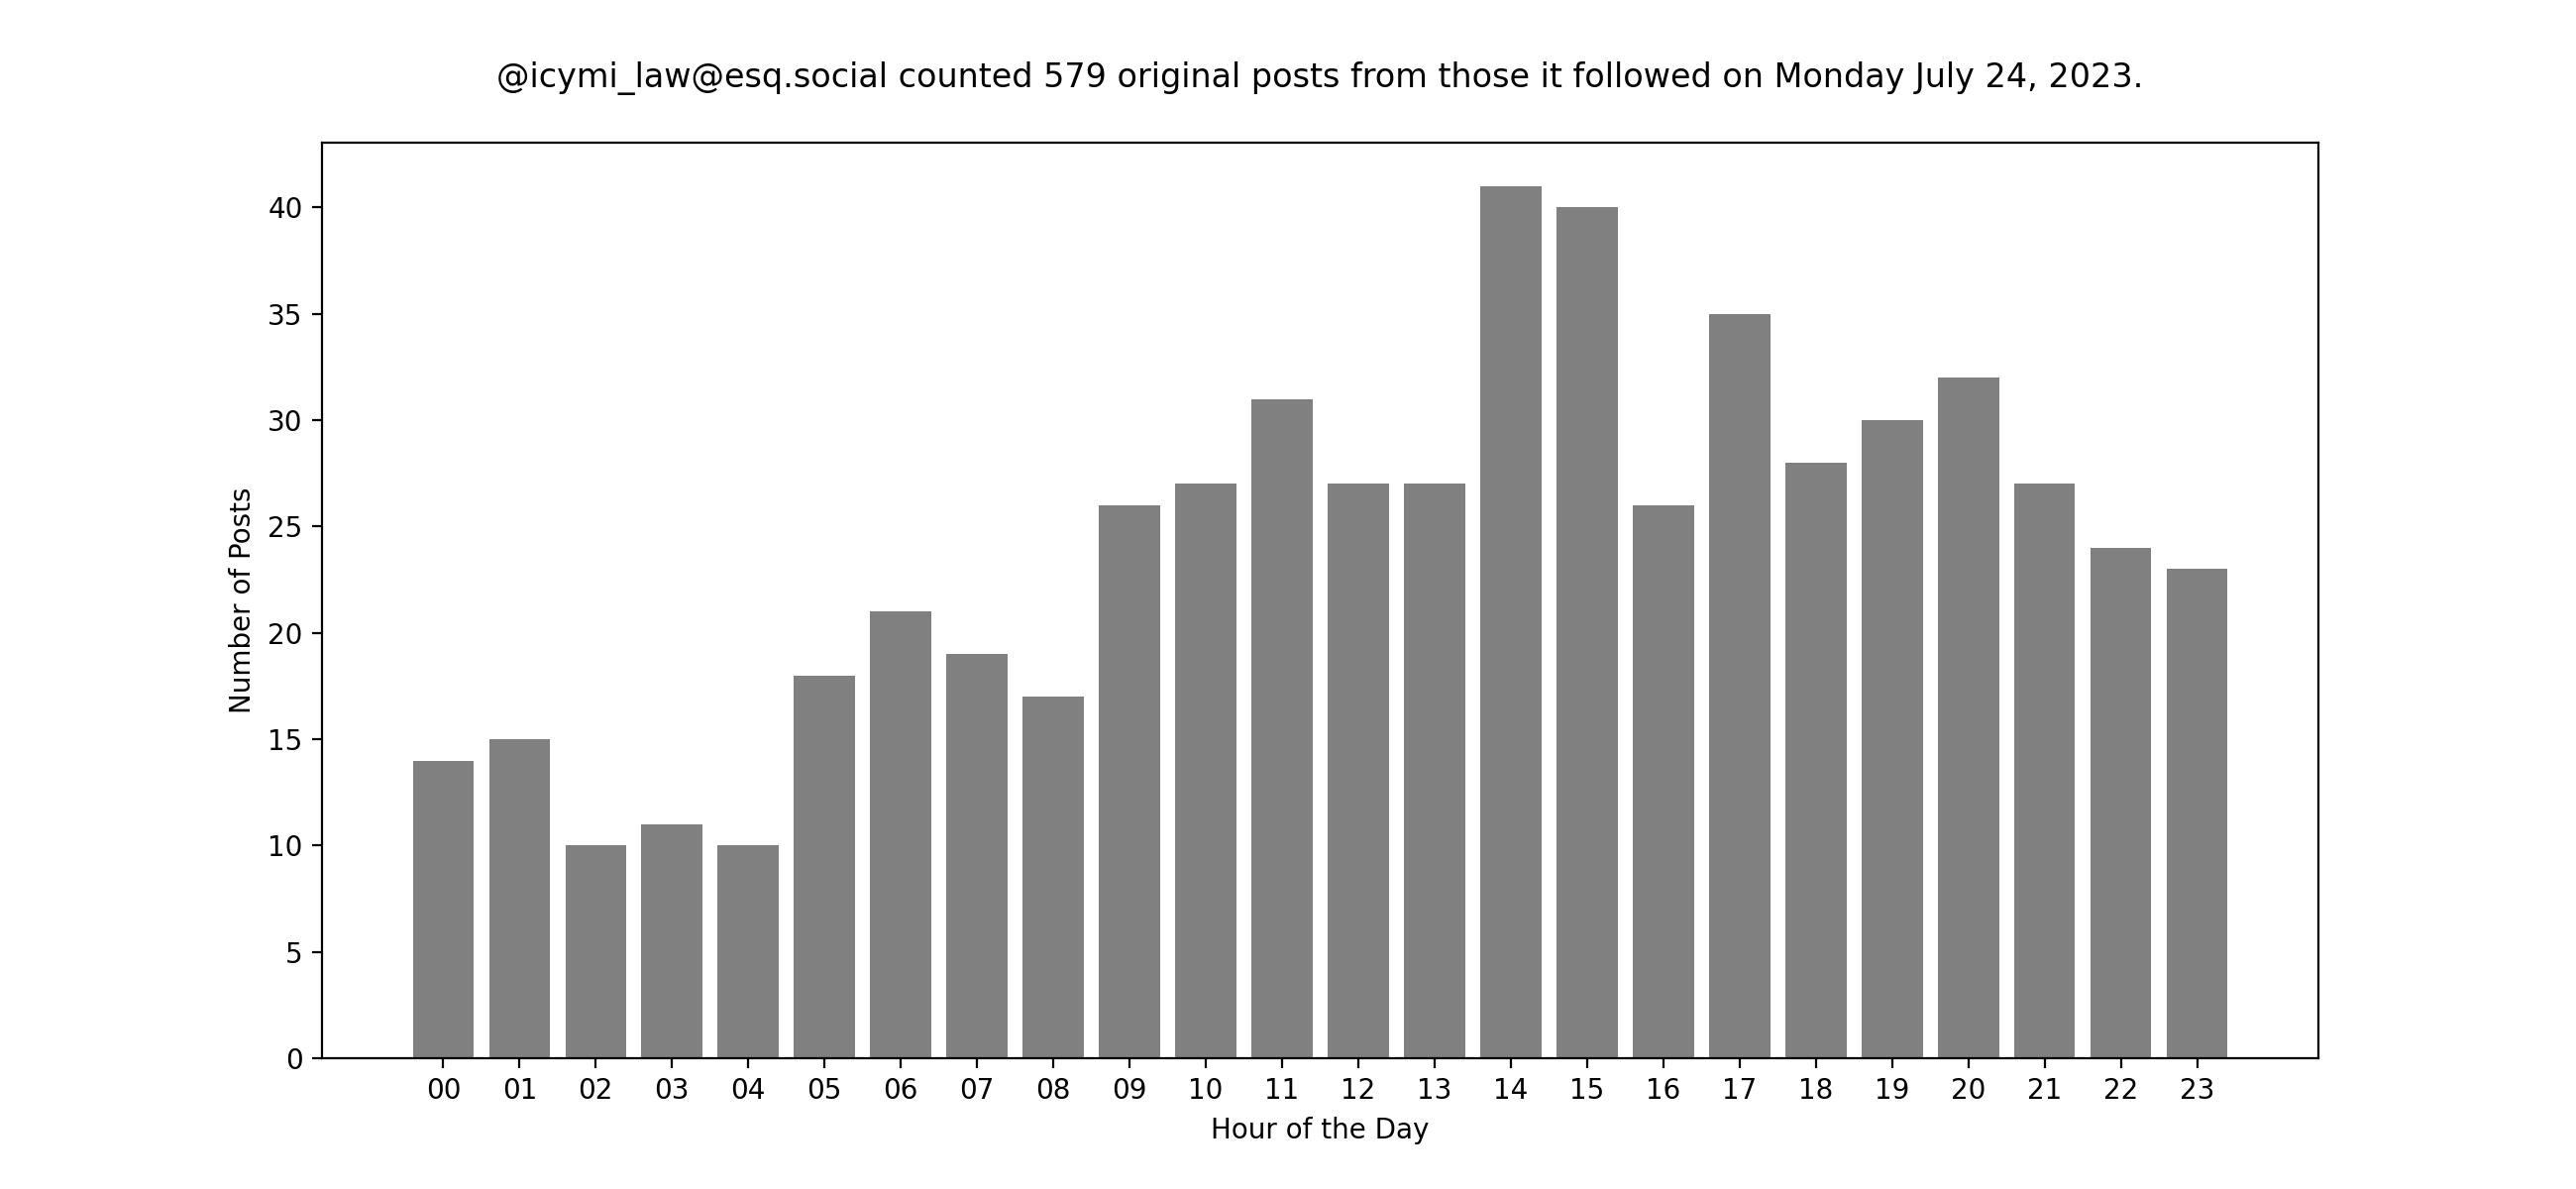 @icymi_law@esq.social counted 579 original posts from those it followed on Monday July 24, 2023.
40
35
30
25
20
15
10
5
0
Number of Posts
00 01 02 03 04 05 06 07 08 09 10 11 12 13 14 15 16 17 18 19 20 21 22 23
Hour of the Day